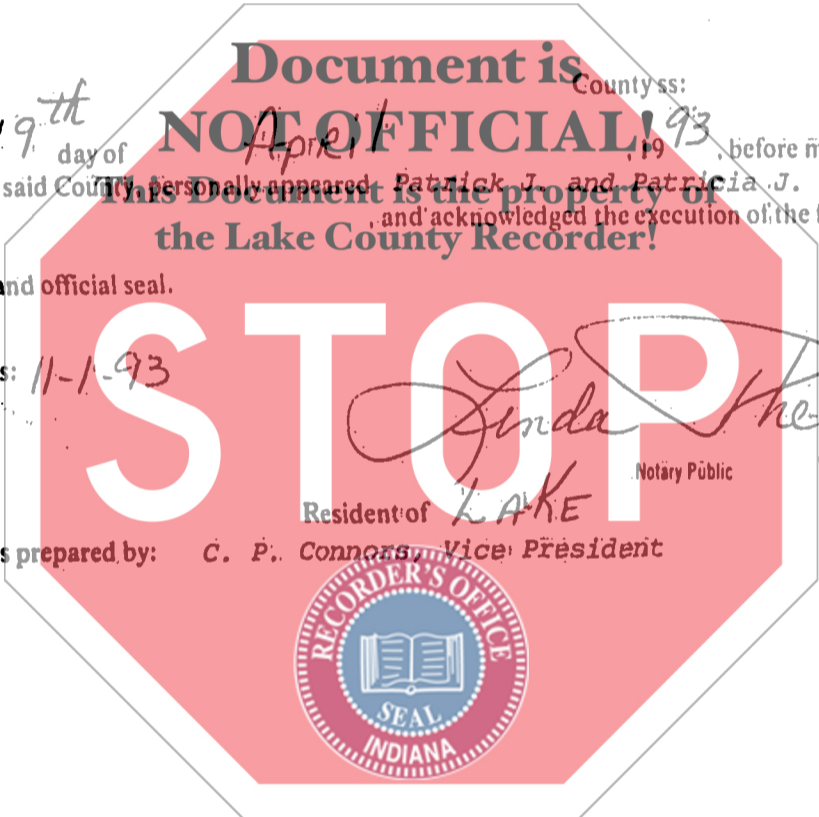 Document is
County ss:
NOT OFFICIAL!
9th day of April, 1993, before m
said County, personally appeared Patrick J. and Patricia J.
This Document is the property of
and acknowledged the execution of the f
the Lake County Recorder!
and official seal.
s: 11-1-93
STOP
Linda
Notary Public
Resident of LAKE
s prepared by: C. P. Connors, Vice President
RECORDER'S OFFICE
SEAL
INDIANA